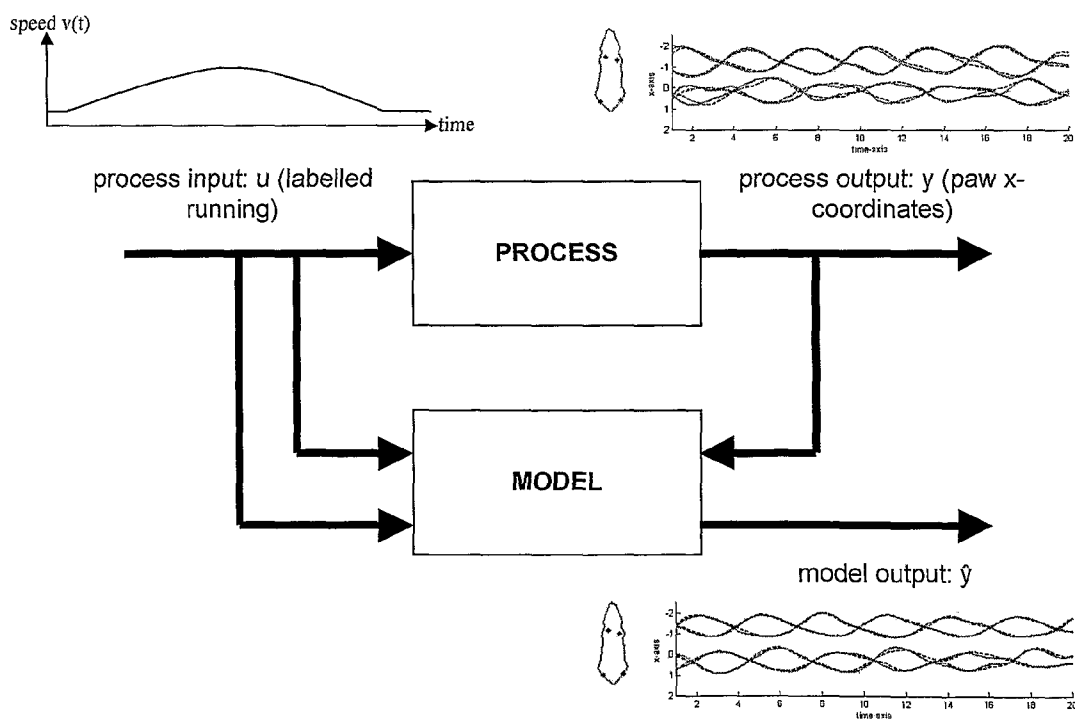 speed v(t)
time
-2
-1
0
1
2
x-axis
2 4 6 8 10 12 14 16 18 20
time-axis
process input: u (labelled
running)
process output: y (paw x-
coordinates)
PROCESS
MODEL
model output: ŷ
-2
-1
0
1
2
x-axis
2 4 6 8 10 12 14 16 18 20
time axis